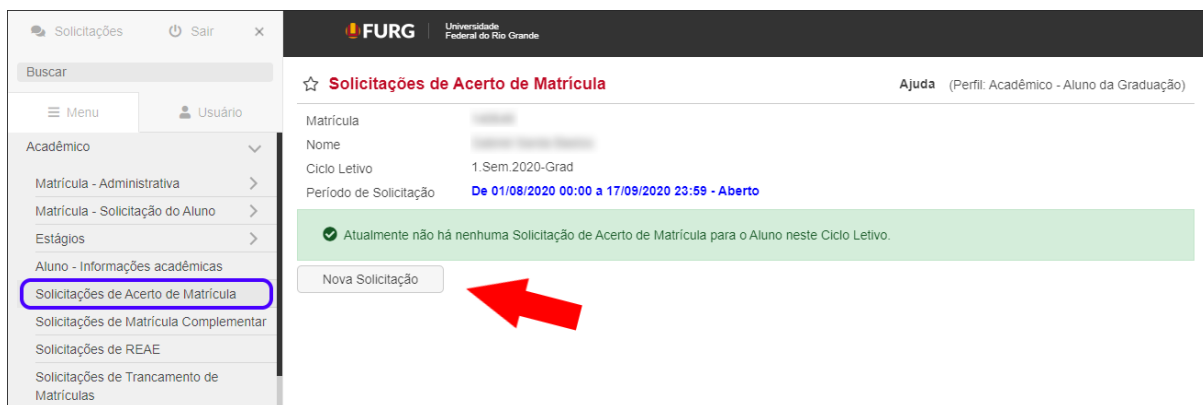 Solicitações
Sair
×
Buscar
Menu
Usuário
Acadêmico
Matrícula - Administrativa
Matrícula - Solicitação do Aluno
Estágios
Aluno - Informações acadêmicas
Solicitações de Acerto de Matrícula
Solicitações de Matrícula Complementar
Solicitações de REAE
Solicitações de Trancamento de
Matrículas
FURG
Universidade
Federal do Rio Grande
Solicitações de Acerto de Matrícula
Ajuda (Perfil: Acadêmico - Aluno da Graduação)
Matrícula
Nome
Ciclo Letivo 1.Sem.2020-Grad
Período de Solicitação De 01/08/2020 00:00 a 17/09/2020 23:59 - Aberto
Atualmente não há nenhuma Solicitação de Acerto de Matrícula para o Aluno neste Ciclo Letivo.
Nova Solicitação